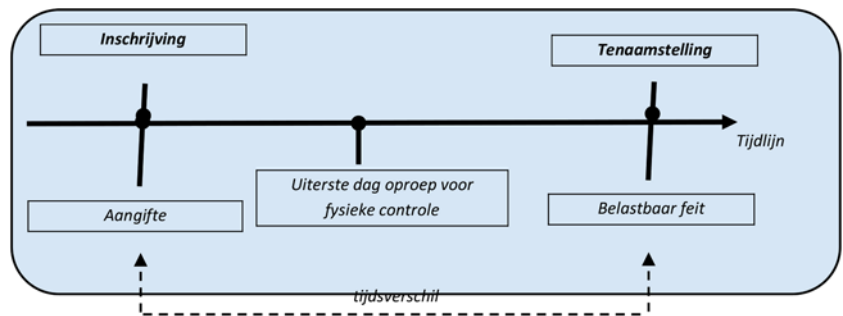 Inschrijving
Tenaamstelling
Tijdlijn
Uiterste dag oproep voor
fysieke controle
Aangifte
Belastbaar feit
tijdsverschil